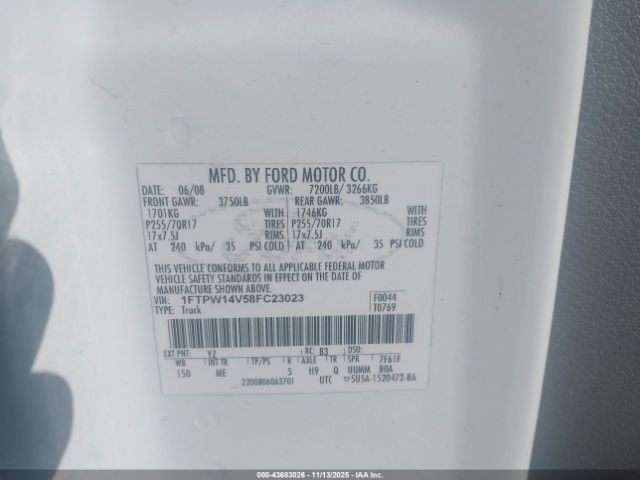 MFD. BY FORD MOTOR CO.
DATE: 06/08 GVWR: 7200LB/ 3266KG
FRONT GAWR: 3750LB REAR GAWR: 3850LB
1701KG WITH 1746KG WITH
P255/70R17 TIRES P255/70R17 TIRES
17x7.5J RIMS 17x7.5J RIMS
AT 240 kPa/ 35 PSI COLD AT 240 kPa/ 35 PSI COLD
THIS VEHICLE CONFORMS TO ALL APPLICABLE FEDERAL MOTOR
VEHICLE SAFETY STANDARDS IN EFFECT ON THE DATE OF
MANUFACTURE SHOWN ABOVE.
VIN: 1FTPW14V58FC23023 F0044
TYPE: Truck T0769
EXT PNT: YZ RC: 83 DSO:
WB INT TR TP/PS R AXLE TR SPR 7F61F
150 ME 5 H9 Q UUMM B0A
2200806063701 UTC ▽5U5A-1520472-BA
000-43683026 - 11/13/2025 - IAAI.com